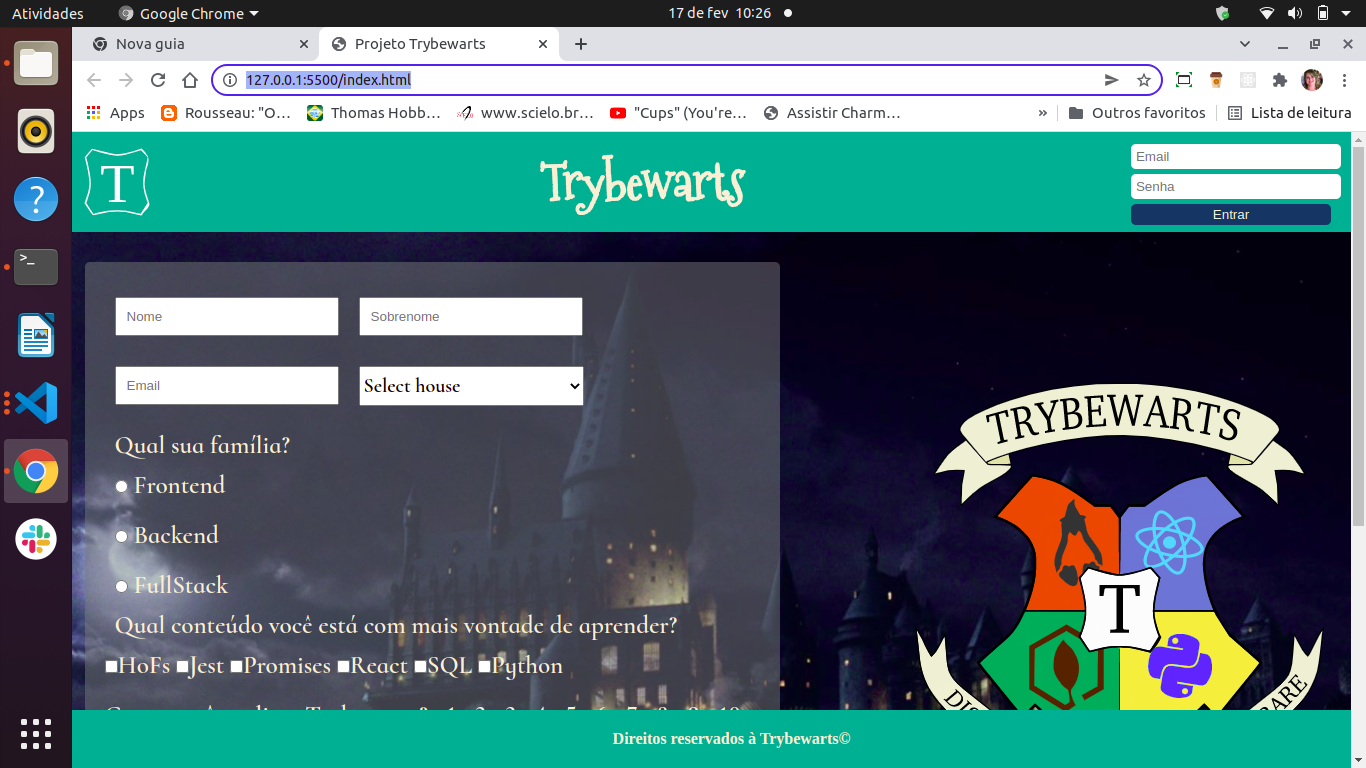 Atividades Google Chrome 17 de fev 10:26
Nova guia Projeto Trybewarts
127.0.0.1:5500/index.html
Apps Rousseau: "O… Thomas Hobb… www.scielo.br… "Cups" (You're… Assistir Charm… » Outros favoritos Lista de leitura
T Trybewarts
Email
Senha
Entrar
Nome Sobrenome
Email Select house
TRYBEWARTS
Qual sua família?
Frontend
Backend
FullStack
T
Qual conteúdo você está com mais vontade de aprender?
HoFs Jest Promises React SQL Python
Direitos reservados à Trybewarts©